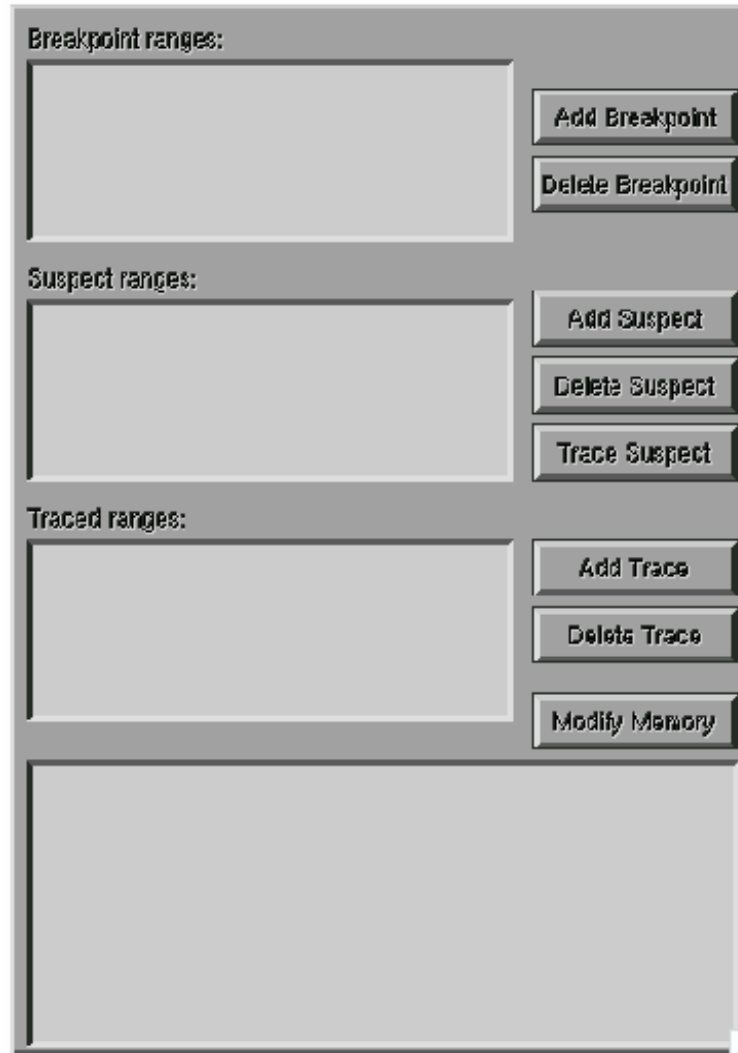 Breakpoint ranges:
Add Breakpoint
Delete Breakpoint
Suspect ranges:
Add Suspect
Delete Suspect
Trace Suspect
Traced ranges:
Add Trace
Delete Trace
Modify Memory